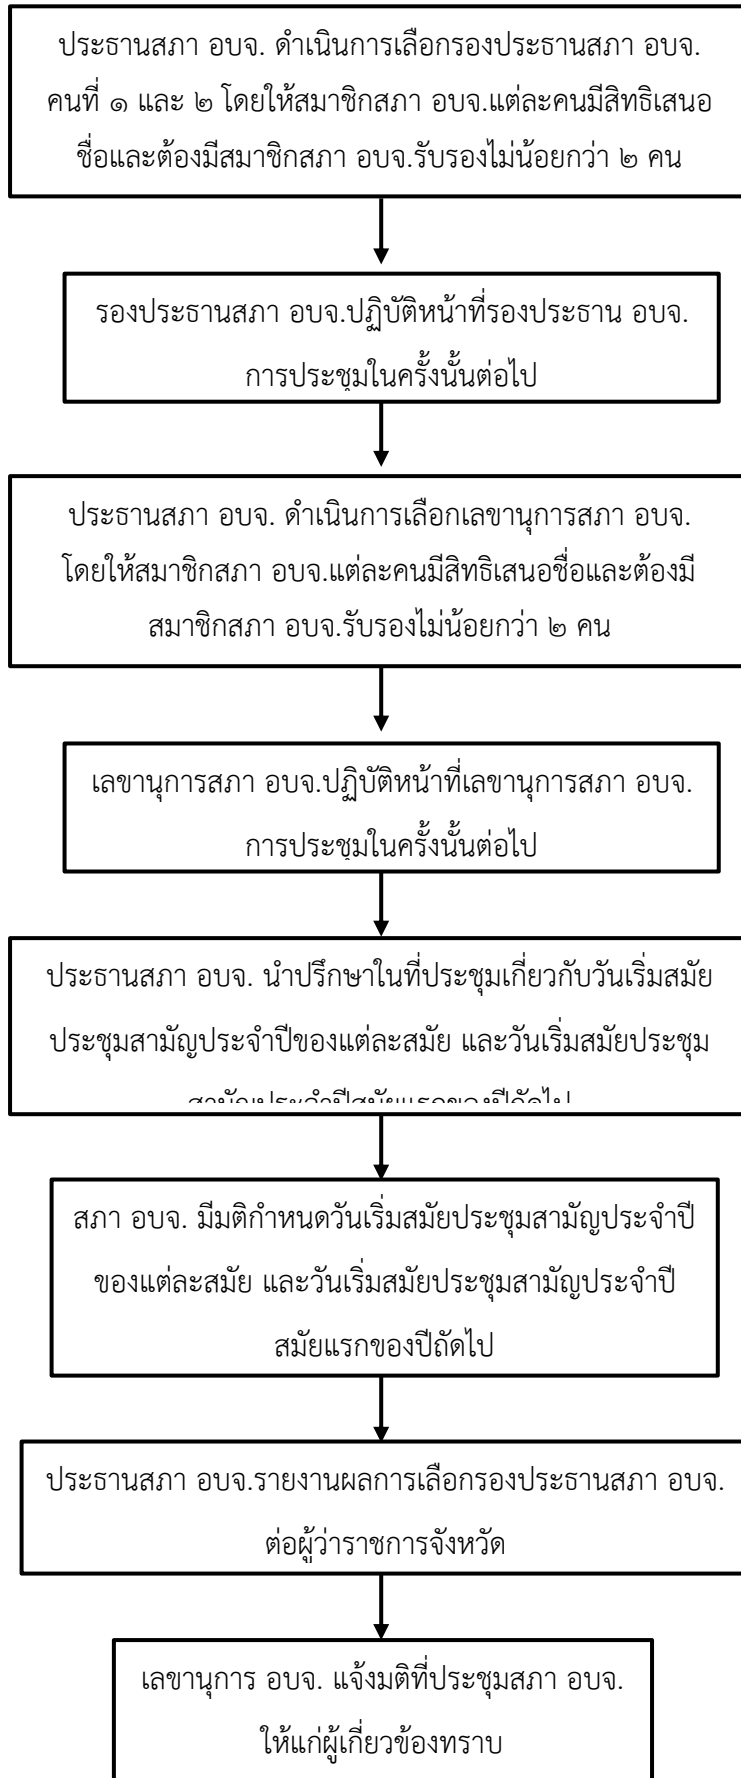 ประธานสภา อบจ. ดำเนินการเลือกรองประธานสภา อบจ.
คนที่ ๑ และ ๒ โดยให้สมาชิกสภา อบจ.แต่ละคนมีสิทธิเสนอ
ชื่อและต้องมีสมาชิกสภา อบจ.รับรองไม่น้อยกว่า ๒ คน
รองประธานสภา อบจ.ปฏิบัติหน้าที่รองประธาน อบจ.
การประชุมในครั้งนั้นต่อไป
ประธานสภา อบจ. ดำเนินการเลือกเลขานุการสภา อบจ.
โดยให้สมาชิกสภา อบจ.แต่ละคนมีสิทธิเสนอชื่อและต้องมี
สมาชิกสภา อบจ.รับรองไม่น้อยกว่า ๒ คน
เลขานุการสภา อบจ.ปฏิบัติหน้าที่เลขานุการสภา อบจ.
การประชุมในครั้งนั้นต่อไป
ประธานสภา อบจ. นำปรึกษาในที่ประชุมเกี่ยวกับวันเริ่มสมัย
ประชุมสามัญประจำปีของแต่ละสมัย และวันเริ่มสมัยประชุม
สามัญประจำปีสมัยแรกของปีถัดไป
สภา อบจ. มีมติกำหนดวันเริ่มสมัยประชุมสามัญประจำปี
ของแต่ละสมัย และวันเริ่มสมัยประชุมสามัญประจำปี
สมัยแรกของปีถัดไป
ประธานสภา อบจ.รายงานผลการเลือกรองประธานสภา อบจ.
ต่อผู้ว่าราชการจังหวัด
เลขานุการ อบจ. แจ้งมติที่ประชุมสภา อบจ.
ให้แก่ผู้เกี่ยวข้องทราบ